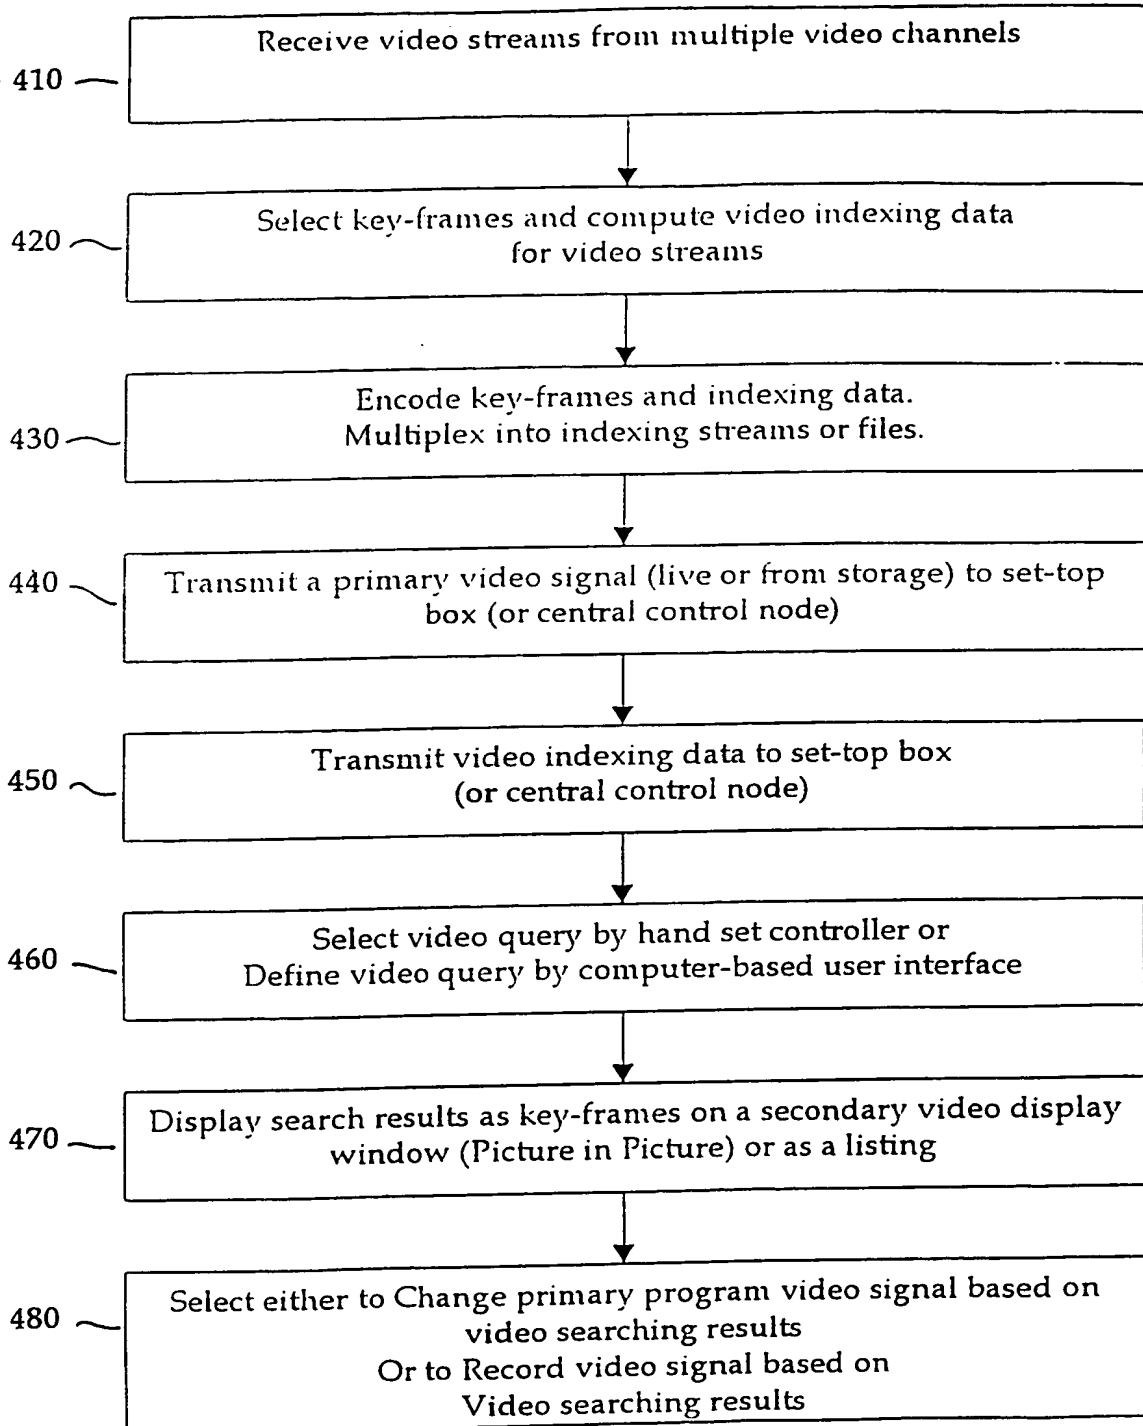 Receive video streams from multiple video channels
410
Select key-frames and compute video indexing data
for video streams
420
Encode key-frames and indexing data.
Multiplex into indexing streams or files.
430
Transmit a primary video signal (live or from storage) to set-top
box (or central control node)
440
Transmit video indexing data to set-top box
(or central control node)
450
Select video query by hand set controller or
Define video query by computer-based user interface
460
Display search results as key-frames on a secondary video display
window (Picture in Picture) or as a listing
470
Select either to Change primary program video signal based on
video searching results
Or to Record video signal based on
Video searching results
480